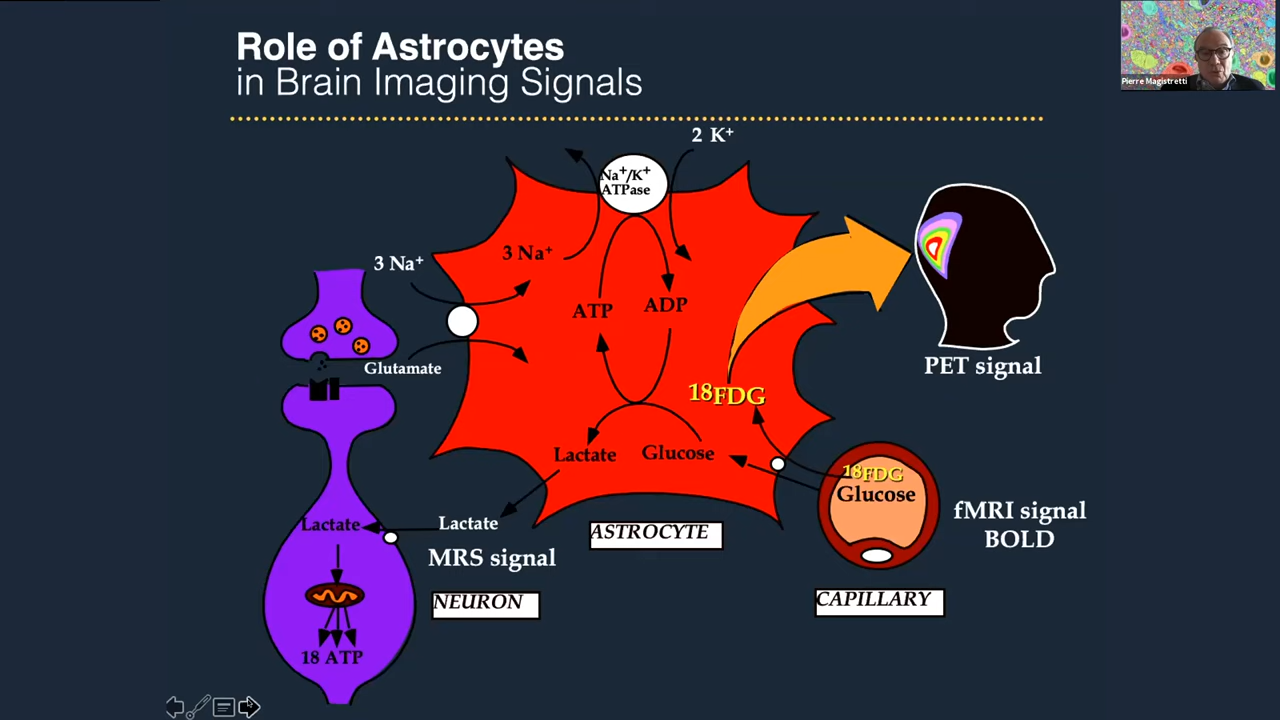 Role of Astrocytes
in Brain Imaging Signals
Pierre Magistretti
2 K⁺
Na⁺/K⁺
ATPase
3 Na⁺
3 Na⁺
ATP
ADP
Glutamate
18FDG
PET signal
Lactate
Glucose
18FDG
Glucose
fMRI signal
BOLD
Lactate
Lactate
MRS signal
ASTROCYTE
NEURON
CAPILLARY
18 ATP